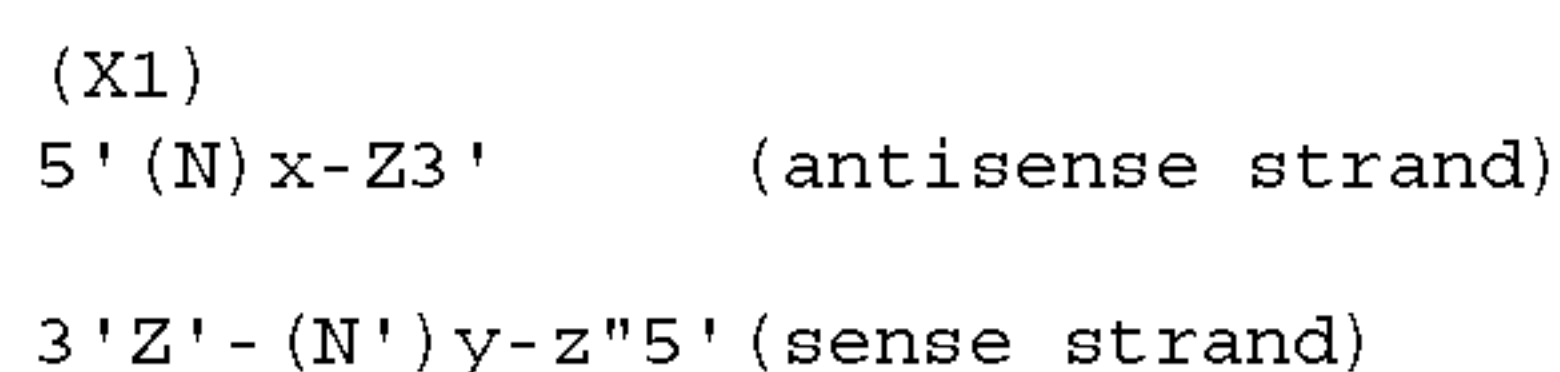 (X1)
5'(N)x-Z3' (antisense strand)
3'Z'-(N')y-z"5'(sense strand)